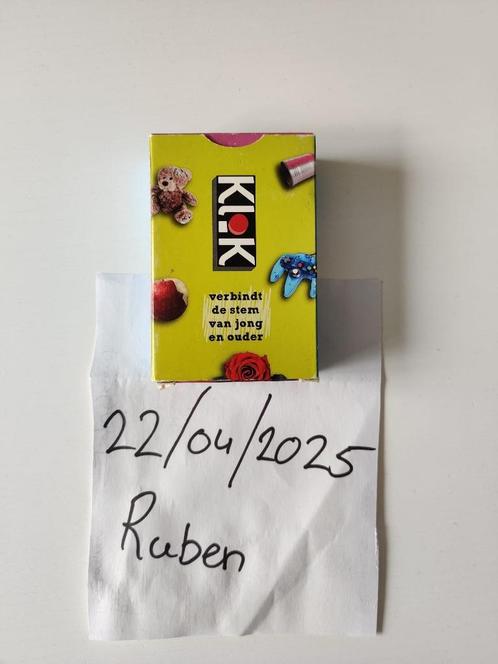 KLIK
verbindt
de stem
van jong
en ouder
22/04/2025
Ruben